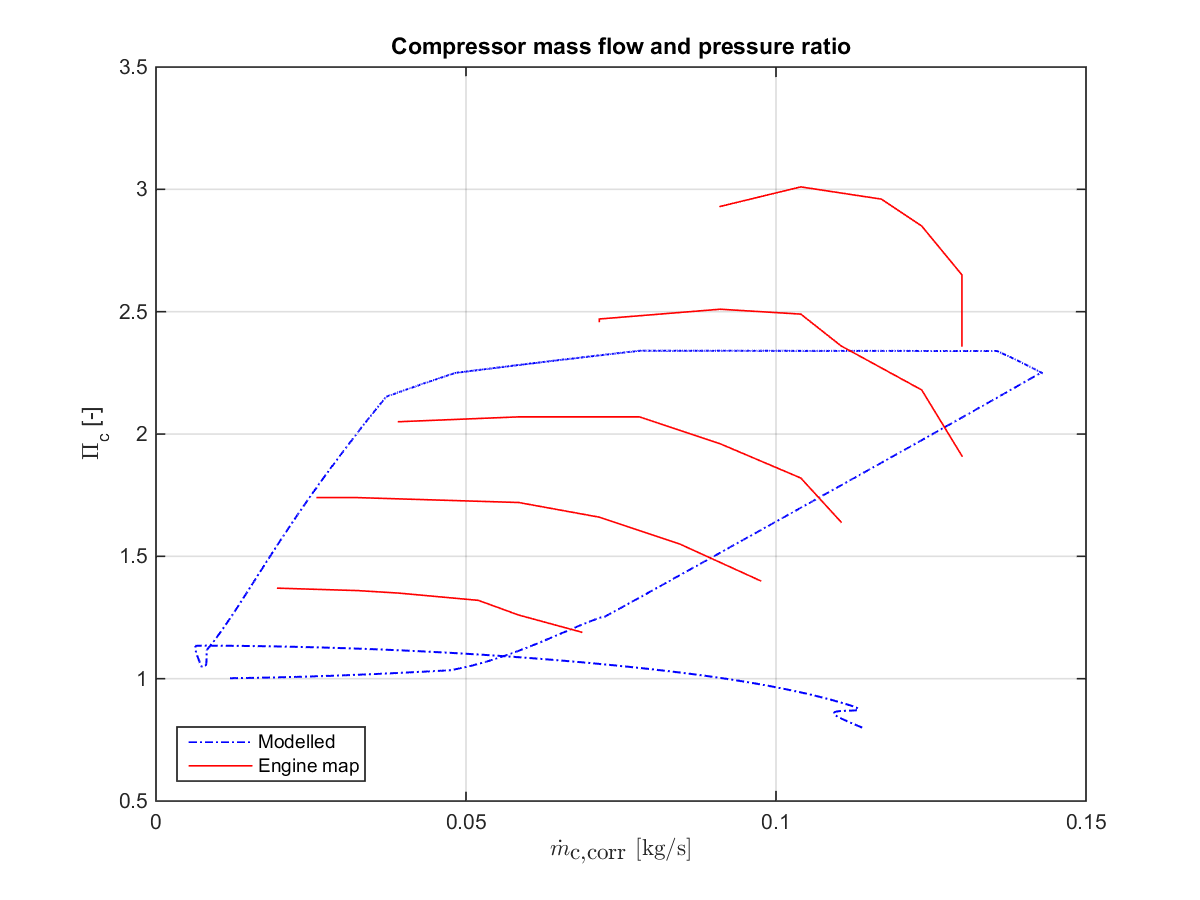 Compressor mass flow and pressure ratio
3.5
3
2.5
2
1.5
1
0.5
Π_c [-]
Modelled
Engine map
0 0.05 0.1 0.15
ṁ_c,corr [kg/s]